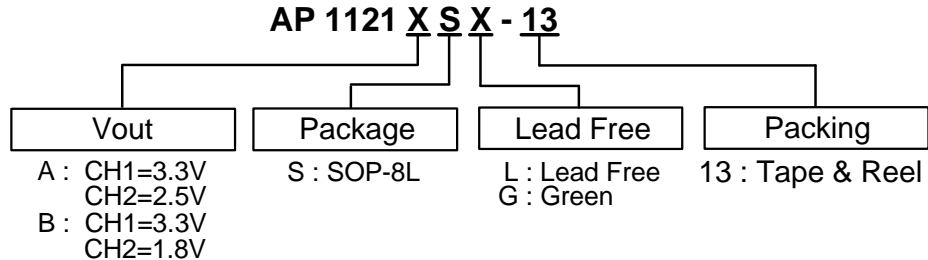 AP 1121 X S X - 13
Vout
A : CH1=3.3V
CH2=2.5V
B : CH1=3.3V
CH2=1.8V
Package
S : SOP-8L
Lead Free
L : Lead Free
G : Green
Packing
13 : Tape & Reel